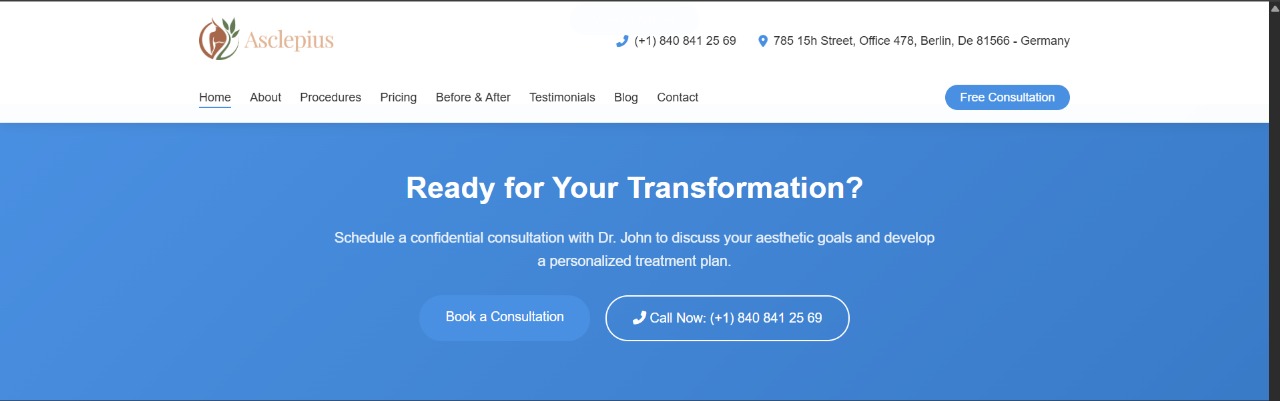 Asclepius
(+1) 840 841 25 69
785 15h Street, Office 478, Berlin, De 81566 - Germany
Home About Procedures Pricing Before & After Testimonials Blog Contact
Free Consultation
Ready for Your Transformation?
Schedule a confidential consultation with Dr. John to discuss your aesthetic goals and develop
a personalized treatment plan.
Book a Consultation
Call Now: (+1) 840 841 25 69